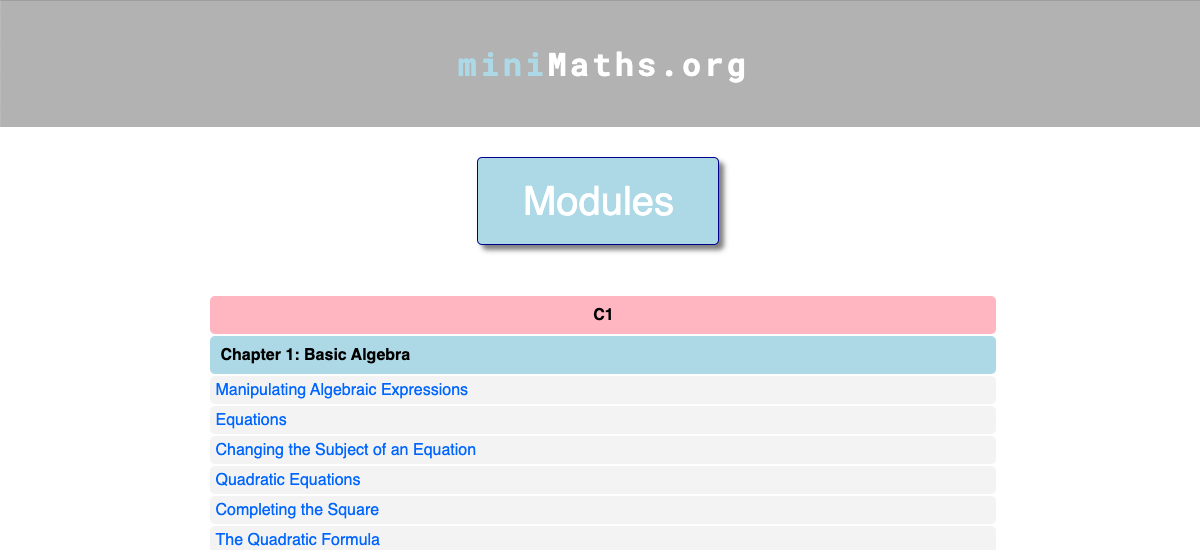 miniMaths.org
Modules
C1
Chapter 1: Basic Algebra
Manipulating Algebraic Expressions
Equations
Changing the Subject of an Equation
Quadratic Equations
Completing the Square
The Quadratic Formula